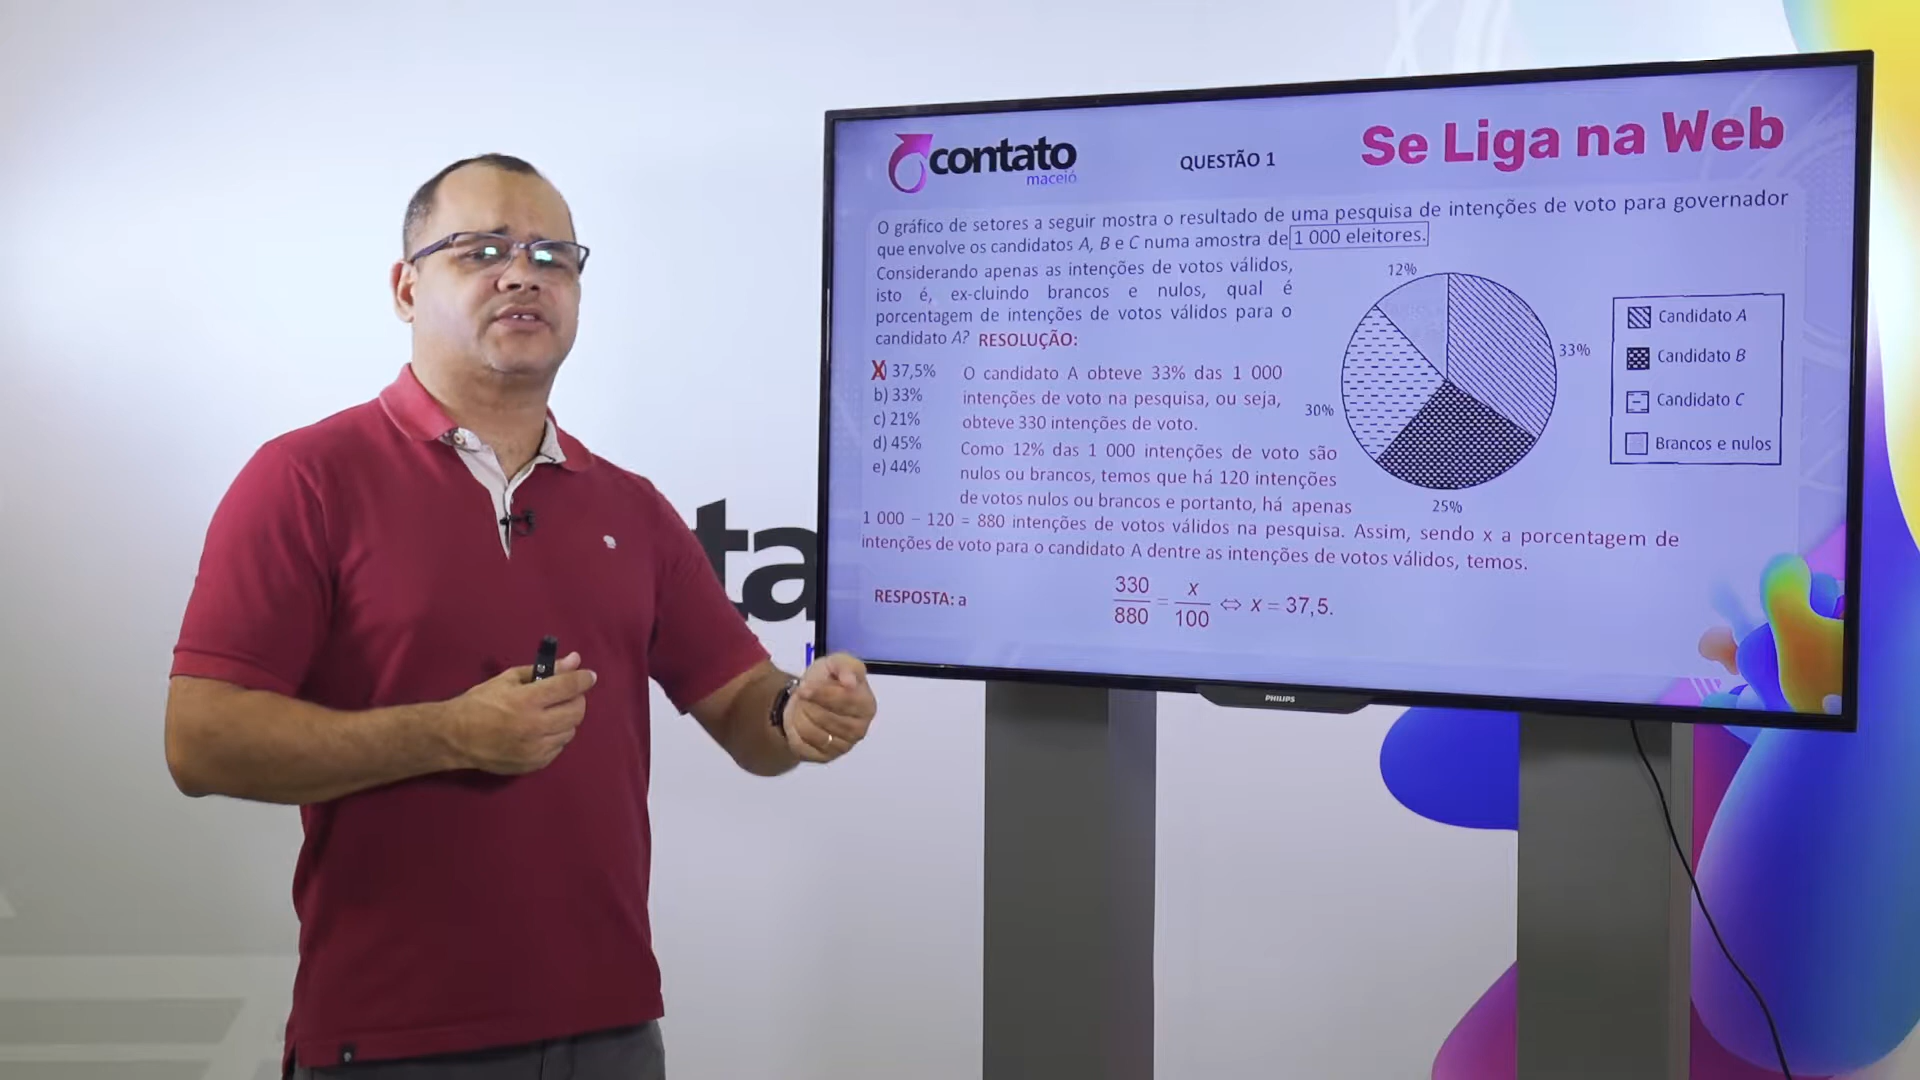 contato
maceió
QUESTÃO 1
Se Liga na Web
O gráfico de setores a seguir mostra o resultado de uma pesquisa de intenções de voto para governador
que envolve os candidatos A, B e C numa amostra de 1 000 eleitores.
Considerando apenas as intenções de votos válidos,
isto é, ex-cluindo brancos e nulos, qual é
porcentagem de intenções de votos válidos para o
candidato A? RESOLUÇÃO:
X) 37,5%
b) 33%
c) 21%
d) 45%
e) 44%
O candidato A obteve 33% das 1 000
intenções de voto na pesquisa, ou seja,
obteve 330 intenções de voto.
Como 12% das 1 000 intenções de voto são
nulos ou brancos, temos que há 120 intenções
de votos nulos ou brancos e portanto, há apenas
1 000 – 120 = 880 intenções de votos válidos na pesquisa. Assim, sendo x a porcentagem de
intenções de voto para o candidato A dentre as intenções de votos válidos, temos.
RESPOSTA: a
330/880 = x/100 ⇔ x = 37,5.
12%
33%
30%
25%
Candidato A
Candidato B
Candidato C
Brancos e nulos
PHILIPS
ta